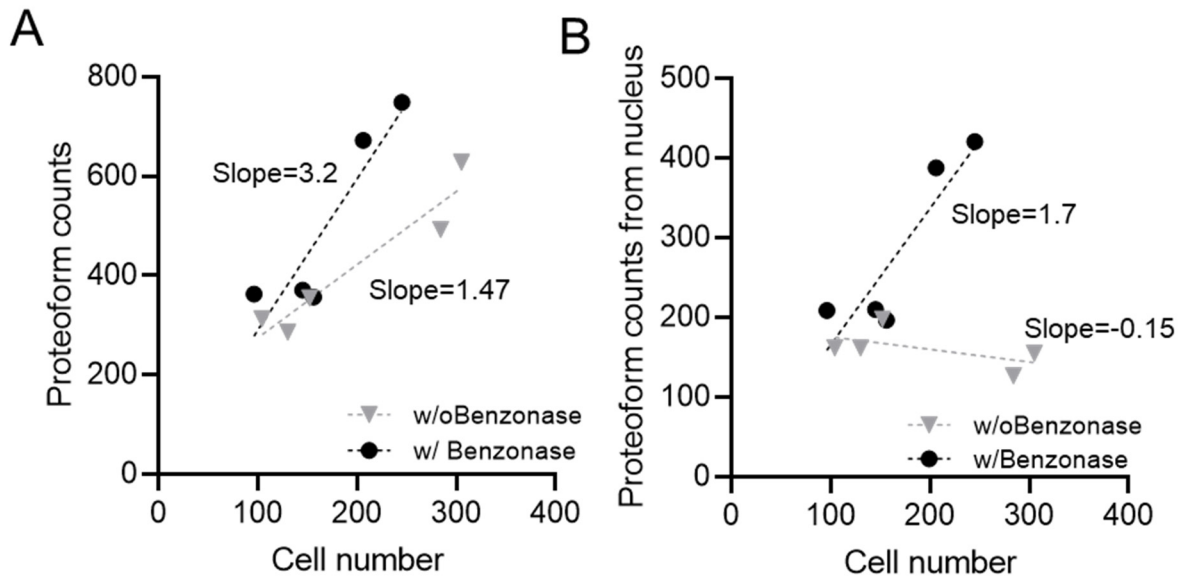 A
Proteoform counts
800
600
400
200
0
Slope=3.2
Slope=1.47
w/oBenzonase
w/ Benzonase
0 100 200 300 400
Cell number
B
Proteoform counts from nucleus
500
400
300
200
100
0
Slope=1.7
Slope=-0.15
w/oBenzonase
w/Benzonase
0 100 200 300 400
Cell number